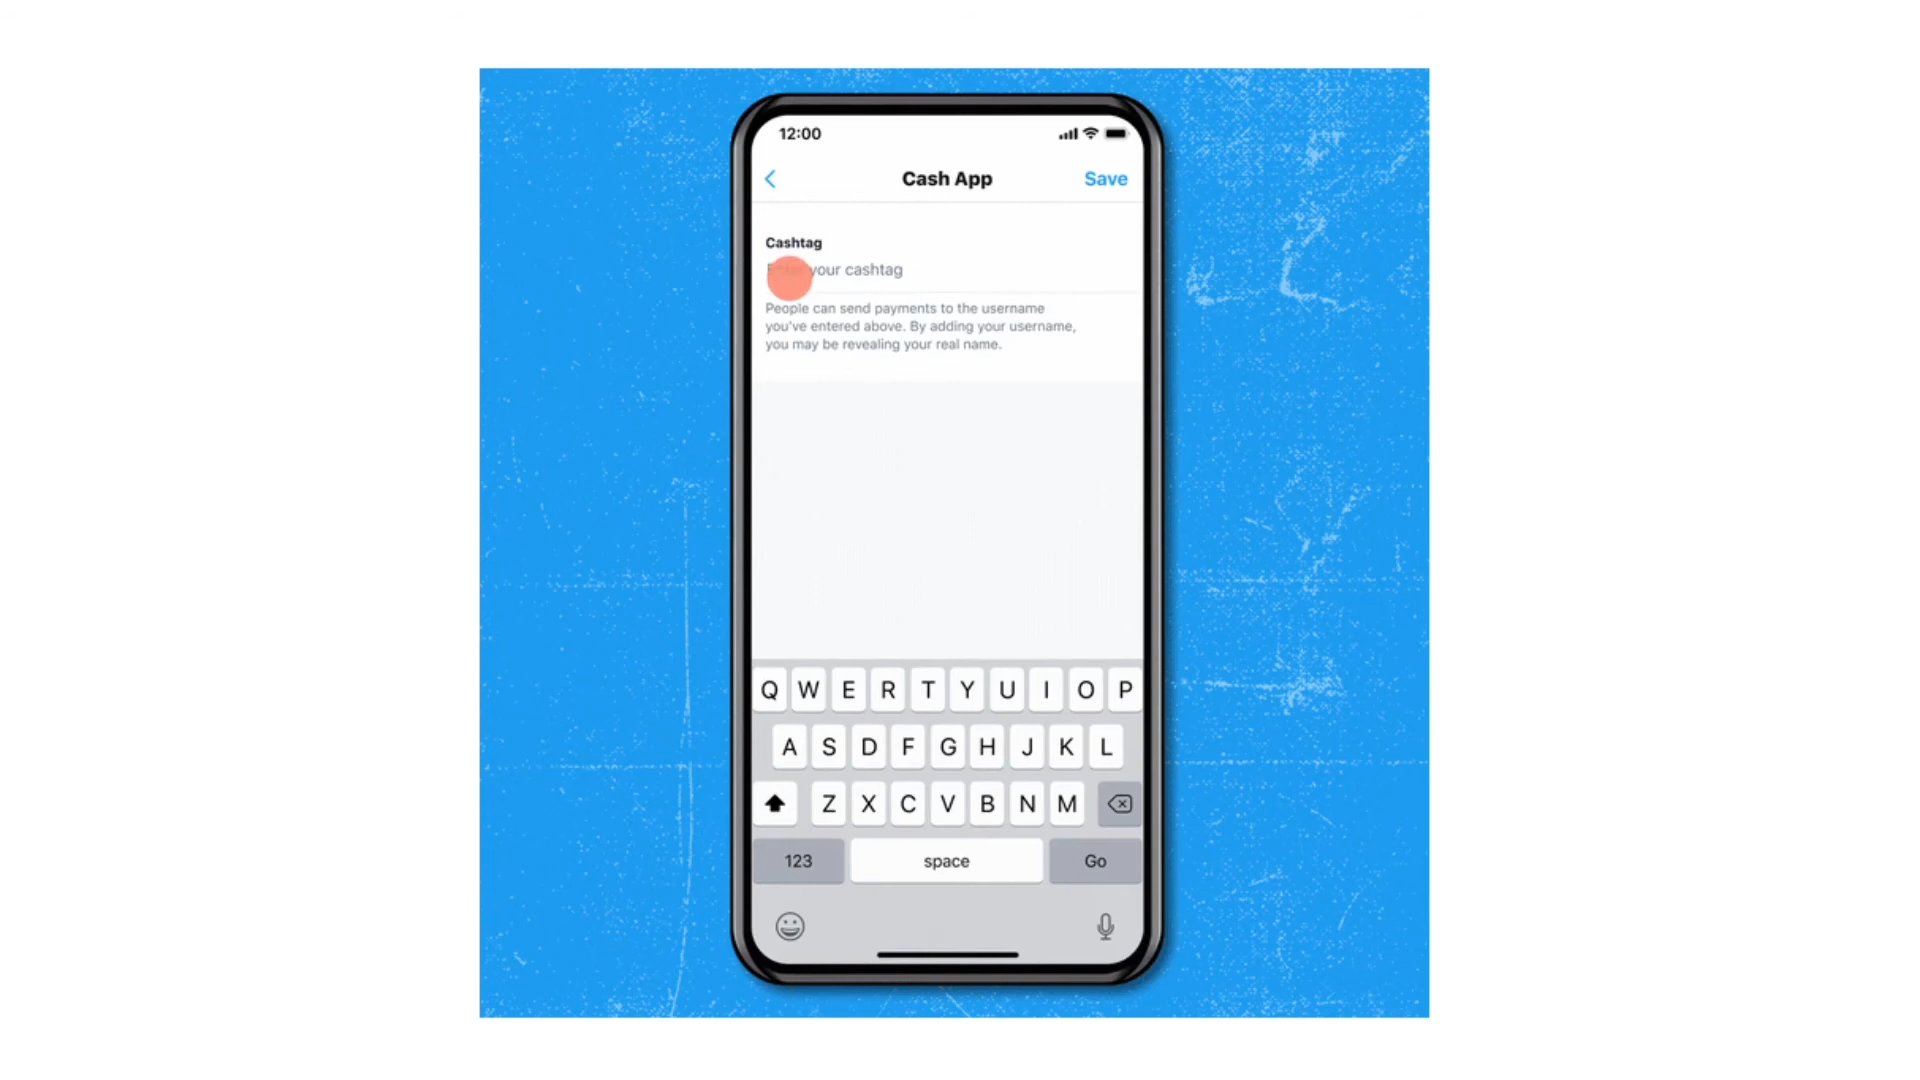 12:00
Cash App
Save
Cashtag
Enter your cashtag
People can send payments to the username
you've entered above. By adding your username,
you may be revealing your real name.
Q W E R T Y U I O P
A S D F G H J K L
Z X C V B N M
123 space Go